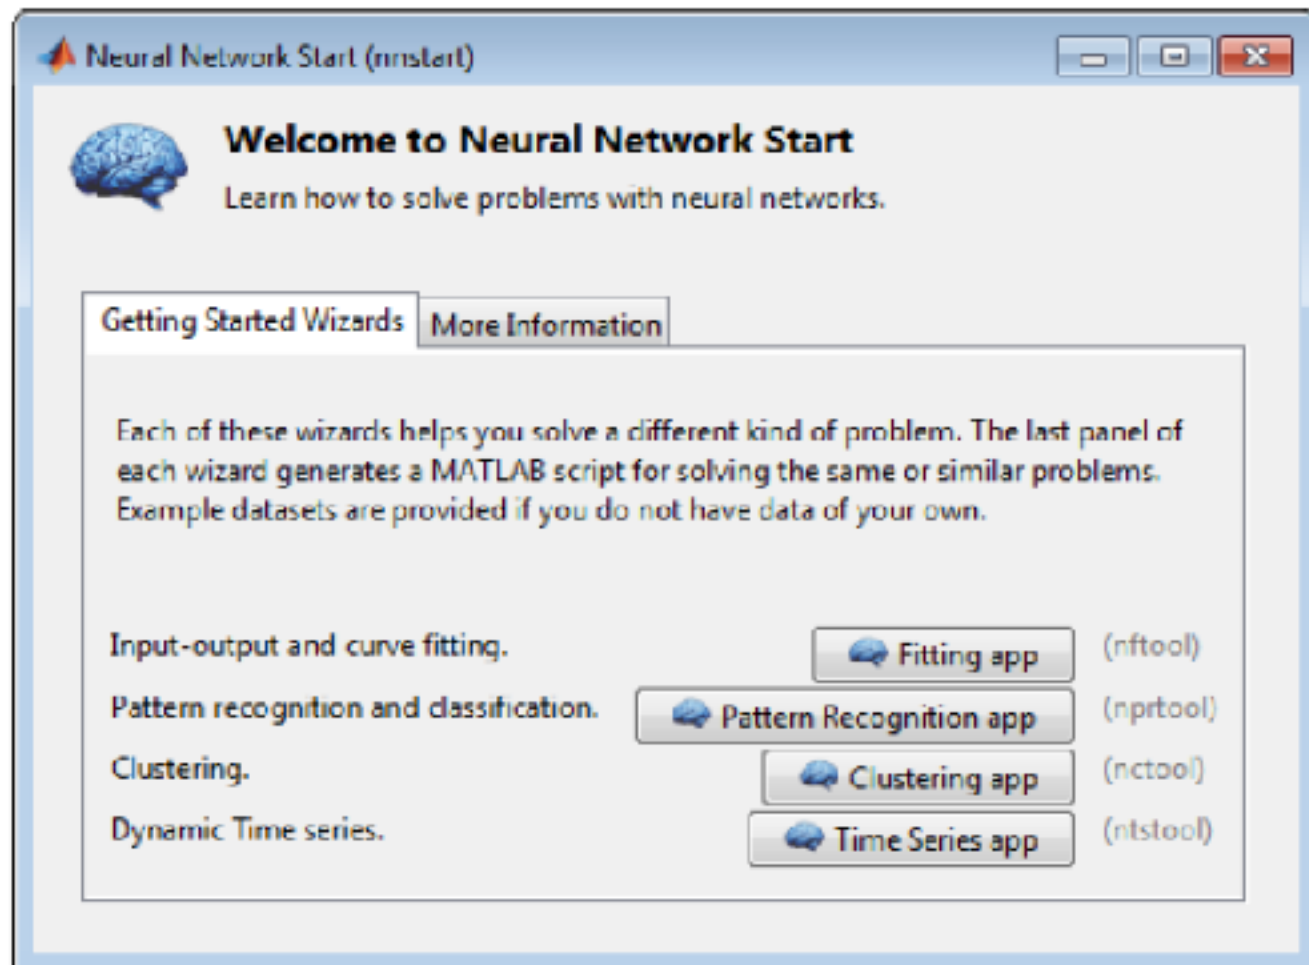 Neural Network Start (nnstart)
Welcome to Neural Network Start
Learn how to solve problems with neural networks.
Getting Started Wizards More Information
Each of these wizards helps you solve a different kind of problem. The last panel of
each wizard generates a MATLAB script for solving the same or similar problems.
Example datasets are provided if you do not have data of your own.
Input-output and curve fitting. Fitting app (nftool)
Pattern recognition and classification. Pattern Recognition app (nprtool)
Clustering. Clustering app (nctool)
Dynamic Time series. Time Series app (ntstool)